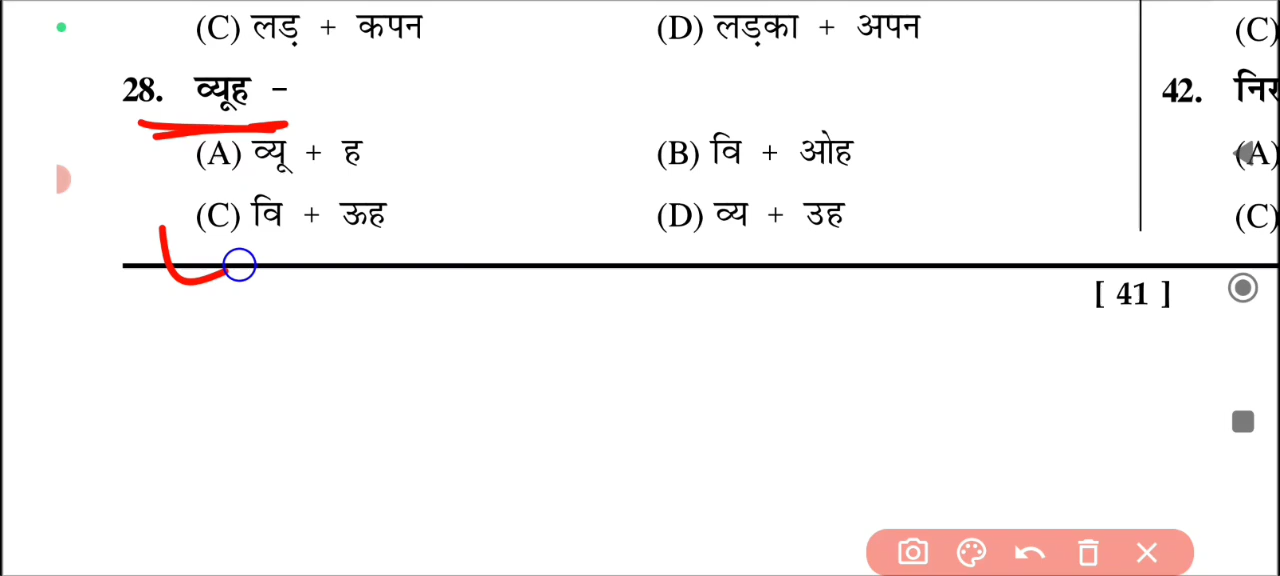 (C) लड़ + कपन (D) लड़का + अपन (C)
28. व्यूह - 42. निर
(A) व्यू + ह (B) वि + ओह (A)
(C) वि + ऊह (D) व्य + उह (C)
[ 41 ]